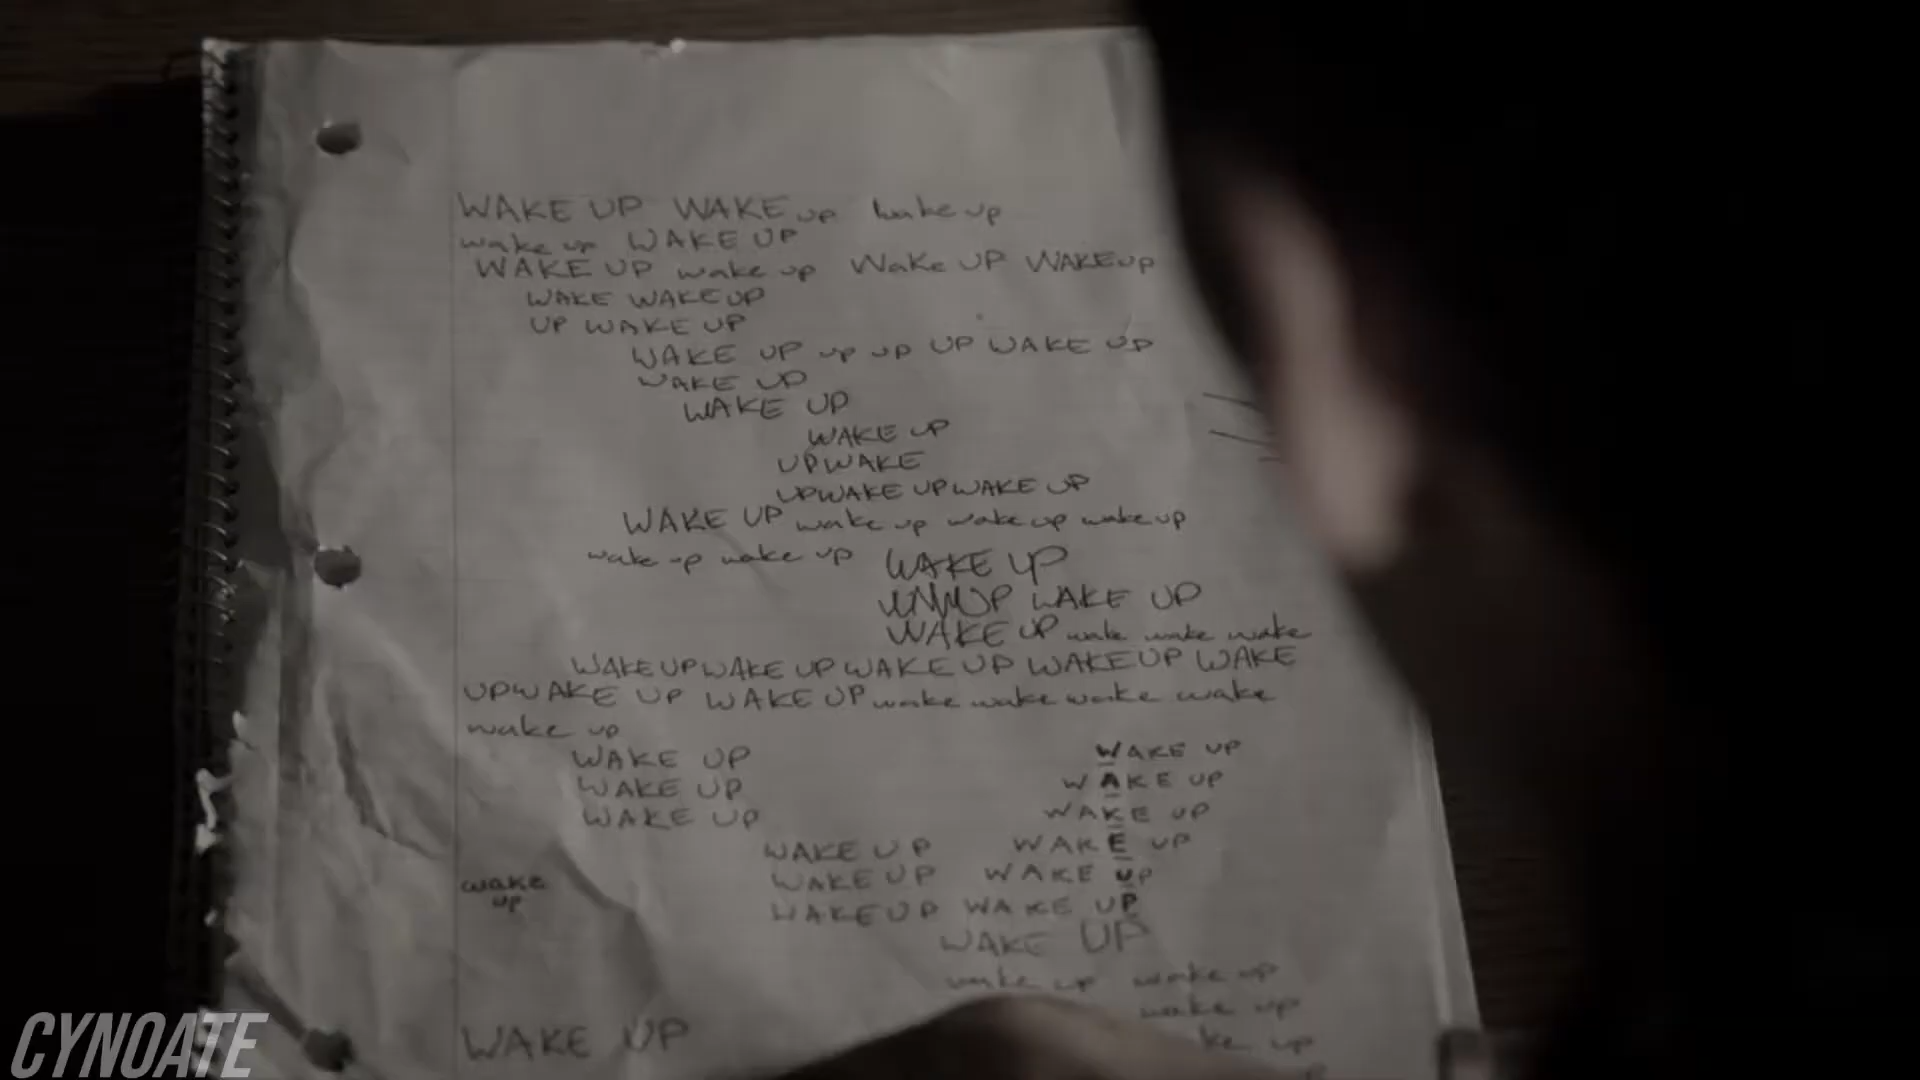 WAKE UP WAKE up wake up
wake up WAKE UP
WAKE UP wake up Wake UP WAKE up
WAKE WAKE UP
UP WAKE UP
WAKE UP up up UP WAKE UP
WAKE UP
WAKE UP
WAKE UP
UPWAKE
UPWAKE UPWAKE UP
WAKE UP wake up wake up wake up
wake up wake up WAKE UP
UP WAKE UP
WAKE UP wake wake wake
WAKE UPWAKE UP WAKE UP WAKE UP WAKE
UPWAKE UP WAKE UP wake wake wake wake
wake up
WAKE UP WAKE UP
WAKE UP WAKE UP
WAKE UP WAKE UP
WAKE UP WAKE UP
wake WAKE UP WAKE UP
up WAKE UP WAKE UP
WAKE UP
wake up wake up
wake up
WAKE UP ke up
CYNOATE